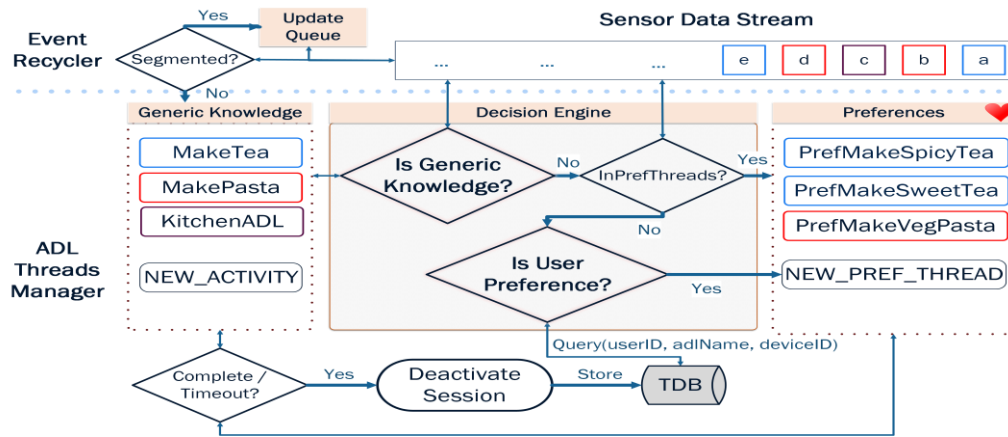 Event
Recycler
Segmented?
Yes
No
Update
Queue
Sensor Data Stream
...
...
...
e
d
c
b
a
Generic Knowledge
Decision Engine
Preferences
MakeTea
MakePasta
KitchenADL
NEW_ACTIVITY
Is Generic
Knowledge?
No
InPrefThreads?
Yes
No
Is User
Preference?
Yes
PrefMakeSpicyTea
PrefMakeSweetTea
PrefMakeVegPasta
NEW_PREF_THREAD
ADL
Threads
Manager
Query(userID, adlName, deviceID)
Complete /
Timeout?
Yes
Deactivate
Session
Store
TDB